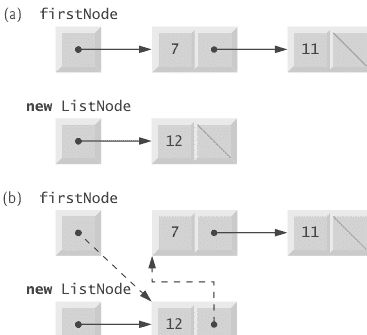 (a) firstNode
7 11
new ListNode
12
(b) firstNode
7 11
new ListNode
12